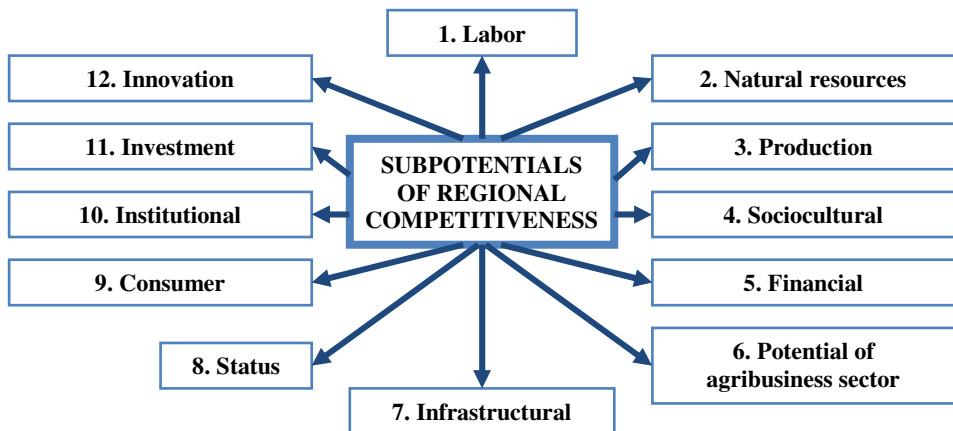 1. Labor
12. Innovation
2. Natural resources
11. Investment
SUBPOTENTIALS
OF REGIONAL
COMPETITIVENESS
3. Production
10. Institutional
4. Sociocultural
9. Consumer
5. Financial
8. Status
6. Potential of
agribusiness sector
7. Infrastructural